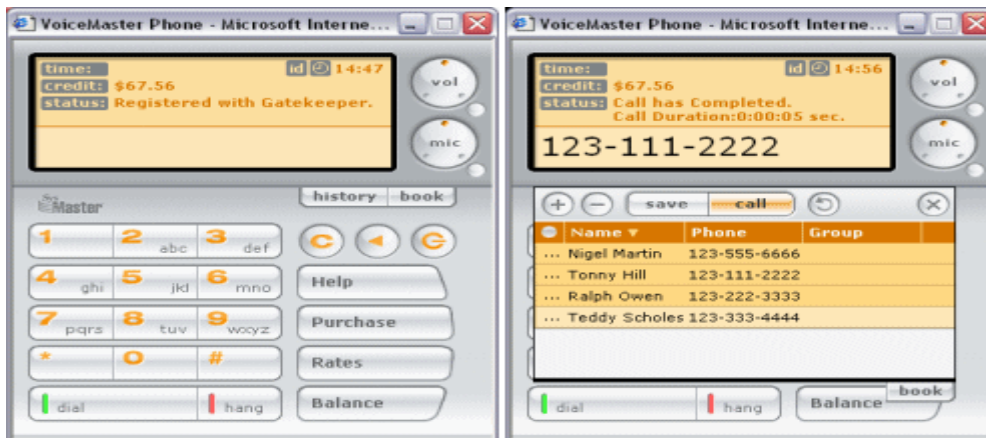 VoiceMaster Phone - Microsoft Interne...
time: id 14:47
credit: $67.56
status: Registered with Gatekeeper.
vol
mic
Master
history book
1 2 abc 3 def
4 ghi 5 jkl 6 mno
7 pqrs 8 tuv 9 wxyz
* 0 #
dial hang
Help
Purchase
Rates
Balance
VoiceMaster Phone - Microsoft Interne...
time: id 14:56
credit: $67.56
status: Call has Completed.
Call Duration:0:00:05 sec.
123-111-2222
vol
mic
+ - save call
Name Phone Group
... Nigel Martin 123-555-6666
... Tonny Hill 123-111-2222
... Ralph Owen 123-222-3333
... Teddy Scholes 123-333-4444
book
dial hang Balance